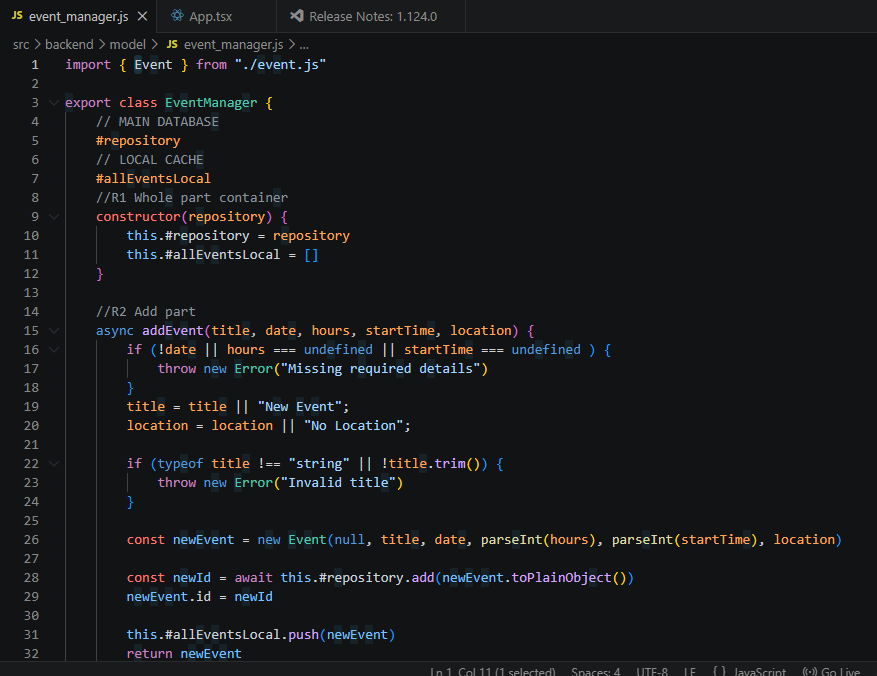 JS event_manager.js × App.tsx Release Notes: 1.124.0
src > backend > model > JS event_manager.js > ...
1 import { Event } from "./event.js"
2
3 export class EventManager {
4 // MAIN DATABASE
5 #repository
6 // LOCAL CACHE
7 #allEventsLocal
8 //R1 Whole part container
9 constructor(repository) {
10 this.#repository = repository
11 this.#allEventsLocal = []
12 }
13
14 //R2 Add part
15 async addEvent(title, date, hours, startTime, location) {
16 if (!date || hours === undefined || startTime === undefined ) {
17 throw new Error("Missing required details")
18 }
19 title = title || "New Event";
20 location = location || "No Location";
21
22 if (typeof title !== "string" || !title.trim()) {
23 throw new Error("Invalid title")
24 }
25
26 const newEvent = new Event(null, title, date, parseInt(hours), parseInt(startTime), location)
27
28 const newId = await this.#repository.add(newEvent.toPlainObject())
29 newEvent.id = newId
30
31 this.#allEventsLocal.push(newEvent)
32 return newEvent
Ln 1, Col 11 (1 selected) Spaces: 4 UTF-8 LF { } JavaScript Go Live